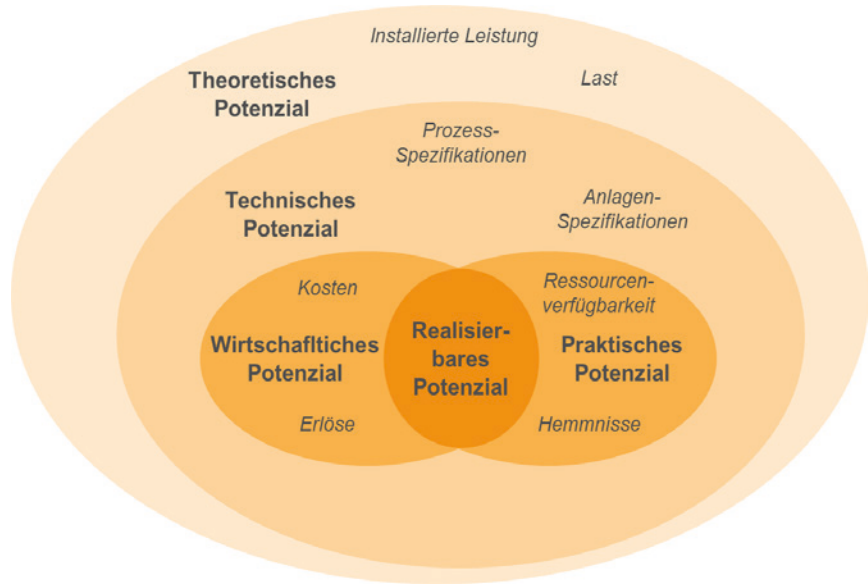 Installierte Leistung
Theoretisches
Potenzial
Last
Prozess-
Spezifikationen
Technisches
Potenzial
Anlagen-
Spezifikationen
Kosten
Ressourcen-
verfügbarkeit
Wirtschafltiches
Potenzial
Realisier-
bares
Potenzial
Praktisches
Potenzial
Erlöse
Hemmnisse